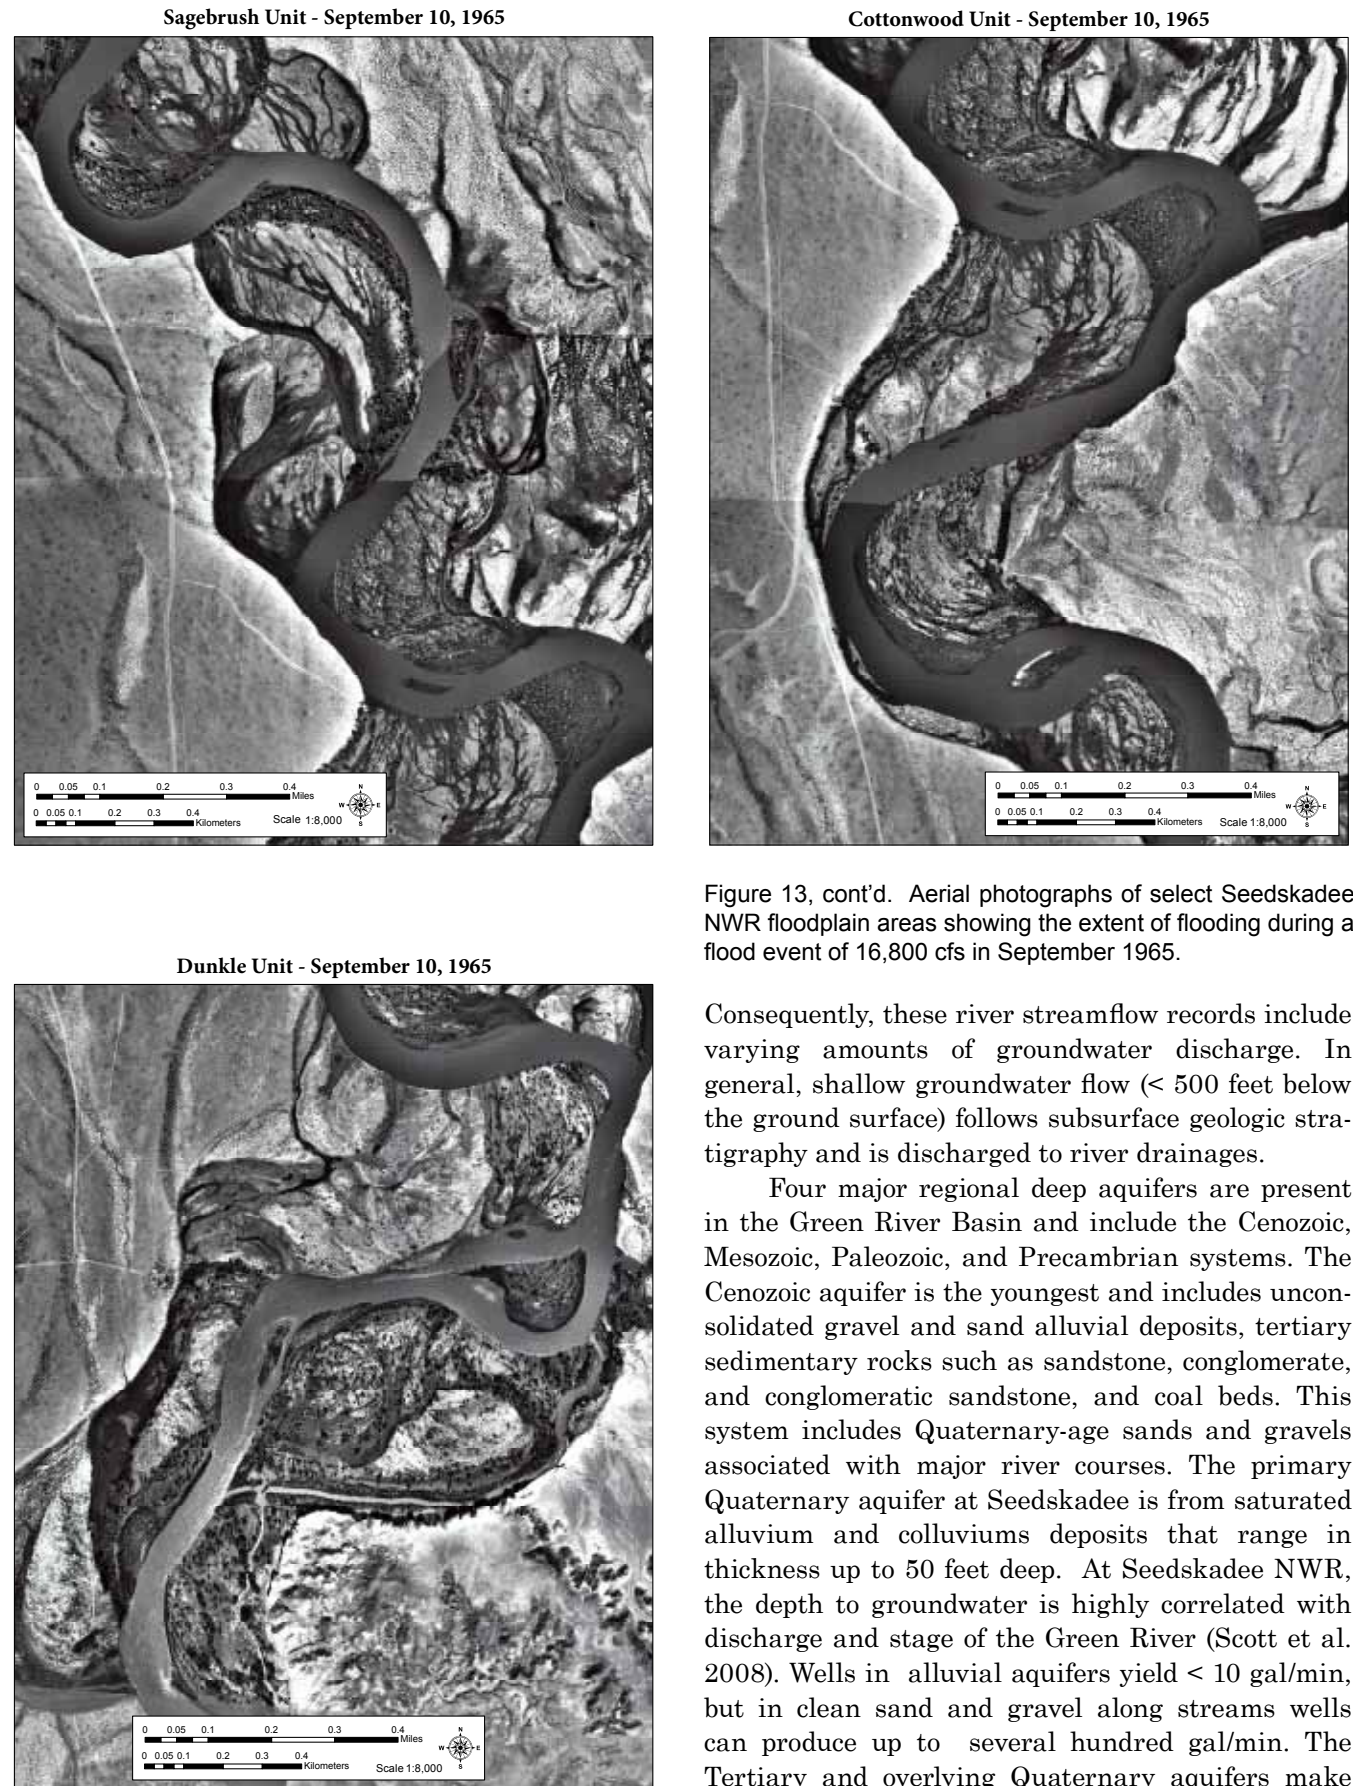 Sagebrush Unit - September 10, 1965
0 0.05 0.1 0.2 0.3 0.4
Miles
0 0.05 0.1 0.2 0.3 0.4
Kilometers
Scale 1:8,000
N
W E
S
Cottonwood Unit - September 10, 1965
0 0.05 0.1 0.2 0.3 0.4
Miles
0 0.05 0.1 0.2 0.3 0.4
Kilometers
Scale 1:8,000
N
W E
S
Dunkle Unit - September 10, 1965
0 0.05 0.1 0.2 0.3 0.4
Miles
0 0.05 0.1 0.2 0.3 0.4
Kilometers
Scale 1:8,000
N
W E
S
Figure 13, cont’d. Aerial photographs of select Seedskadee
NWR floodplain areas showing the extent of flooding during a
flood event of 16,800 cfs in September 1965.
Consequently, these river streamflow records include
varying amounts of groundwater discharge. In
general, shallow groundwater flow (< 500 feet below
the ground surface) follows subsurface geologic stra-
tigraphy and is discharged to river drainages.
Four major regional deep aquifers are present
in the Green River Basin and include the Cenozoic,
Mesozoic, Paleozoic, and Precambrian systems. The
Cenozoic aquifer is the youngest and includes uncon-
solidated gravel and sand alluvial deposits, tertiary
sedimentary rocks such as sandstone, conglomerate,
and conglomeratic sandstone, and coal beds. This
system includes Quaternary-age sands and gravels
associated with major river courses. The primary
Quaternary aquifer at Seedskadee is from saturated
alluvium and colluviums deposits that range in
thickness up to 50 feet deep. At Seedskadee NWR,
the depth to groundwater is highly correlated with
discharge and stage of the Green River (Scott et al.
2008). Wells in alluvial aquifers yield < 10 gal/min,
but in clean sand and gravel along streams wells
can produce up to several hundred gal/min. The
Tertiary and overlying Quaternary aquifers make